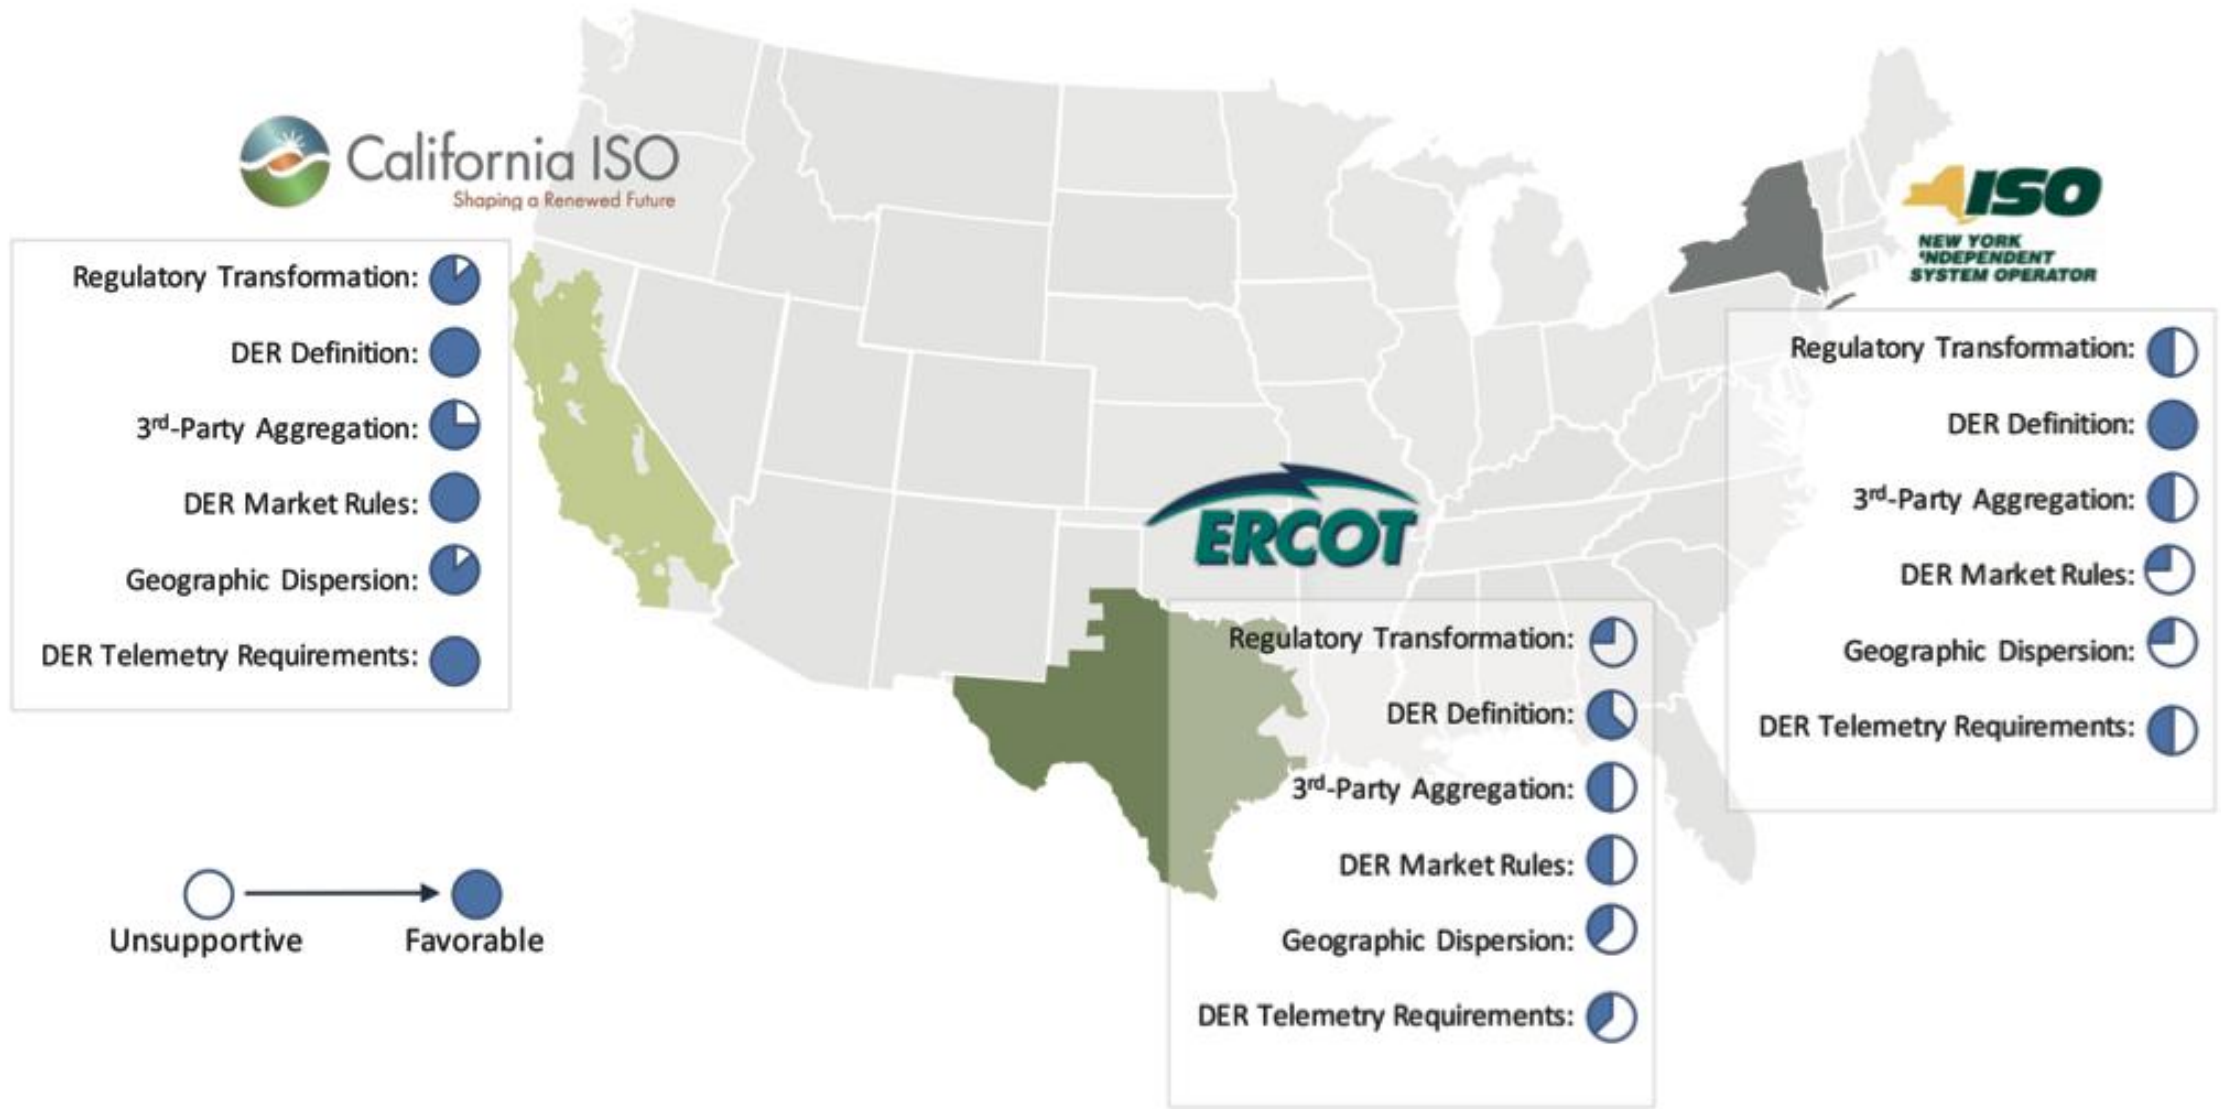 California ISO
Shaping a Renewed Future
Regulatory Transformation:
DER Definition:
3rd-Party Aggregation:
DER Market Rules:
Geographic Dispersion:
DER Telemetry Requirements:
Unsupportive
Favorable
ERCOT
Regulatory Transformation:
DER Definition:
3rd-Party Aggregation:
DER Market Rules:
Geographic Dispersion:
DER Telemetry Requirements:
ISO
NEW YORK
INDEPENDENT
SYSTEM OPERATOR
Regulatory Transformation:
DER Definition:
3rd-Party Aggregation:
DER Market Rules:
Geographic Dispersion:
DER Telemetry Requirements: